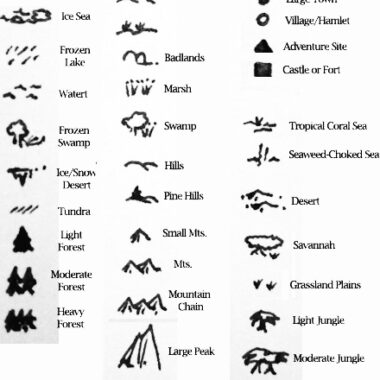 Ice Sea
Frozen
Lake
Watert
Frozen
Swamp
Ice/Snow
Desert
Tundra
Light
Forest
Moderate
Forest
Heavy
Forest
Badlands
Marsh
Swamp
Hills
Pine Hills
Small Mts.
Mts.
Mountain
Chain
Large Peak
Large Town
Village/Hamlet
Adventure Site
Castle or Fort
Tropical Coral Sea
Seaweed-Choked Sea
Desert
Savannah
Grassland Plains
Light Jungle
Moderate Jungle